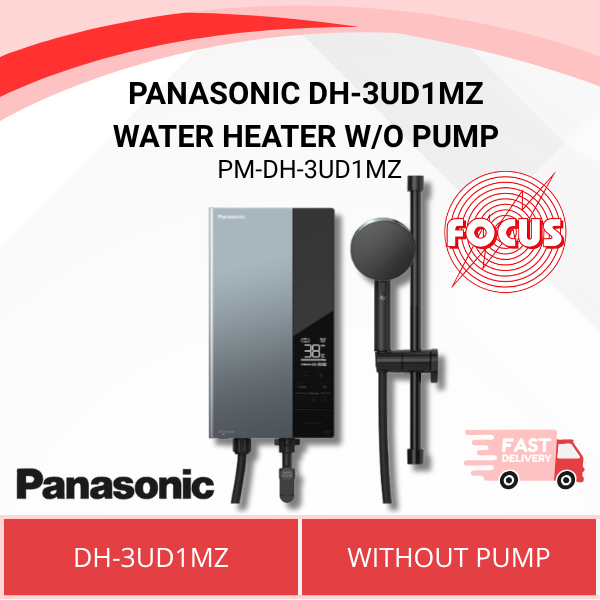 PANASONIC DH-3UD1MZ
WATER HEATER W/O PUMP
PM-DH-3UD1MZ
Panasonic
FOCUS
38
FAST
DELIVERY
Panasonic
DH-3UD1MZ
WITHOUT PUMP